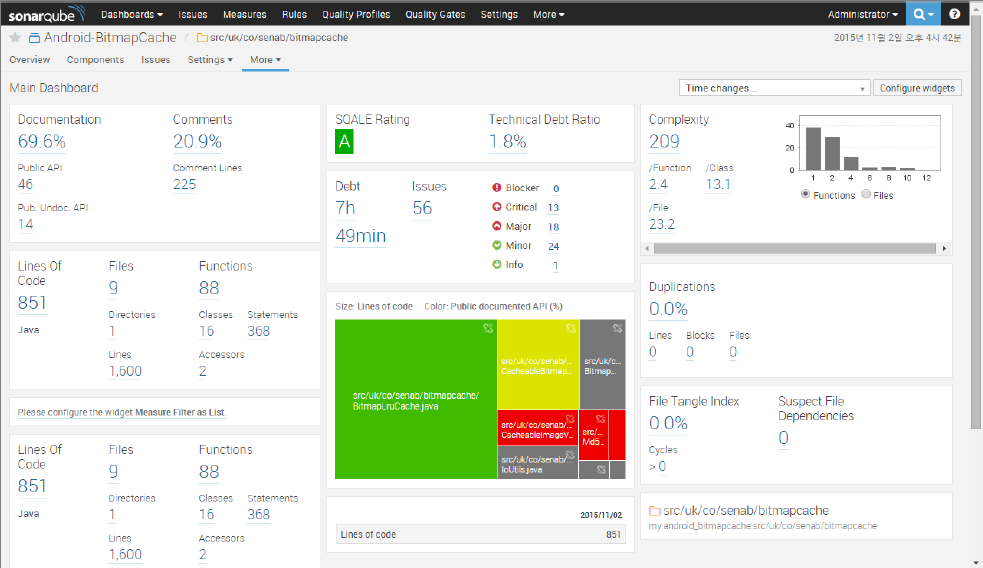 sonarqube Dashboards Issues Measures Rules Quality Profiles Quality Gates Settings More Administrator ?
Android-BitmapCache / src/uk/co/senab/bitmapcache 2015년 11월 2일 오후 4시 42분
Overview Components Issues Settings More
Main Dashboard Time changes... Configure widgets
Documentation Comments
69.6% 20.9%
Public API Comment Lines
46 225
Pub. Undoc. API
14
Lines Of Code Files Functions
851 9 88
Java
Directories Classes Statements
1 16 368
Lines Accessors
1,600 2
Please configure the widget Measure Filter as List.
Lines Of Code Files Functions
851 9 88
Java
Directories Classes Statements
1 16 368
Lines Accessors
1,600 2
SQALE Rating Technical Debt Ratio
A 1.8%
Debt Issues
7h 49min 56
Blocker 0
Critical 13
Major 18
Minor 24
Info 1
Size: Lines of code Color: Public documented API (%)
src/uk/co/senab/bitmapcache/
BitmapLruCache.java
src/uk/co/senab/...
CacheableBitmap...
src/uk/c...
Bitmap...
src/uk/co/senab/...
CacheableImageV...
src/...
Md5...
src/uk/co/senab/...
IoUtils.java
2015/11/02
Lines of code 851
Complexity
209
/Function /Class
2.4 13.1
/File
23.2
40
20
0
1 2 4 6 8 10 12
Functions Files
Duplications
0.0%
Lines Blocks Files
0 0 0
File Tangle Index Suspect File Dependencies
0.0% 0
Cycles
> 0
src/uk/co/senab/bitmapcache
my.android_bitmapcache:src/uk/co/senab/bitmapcache